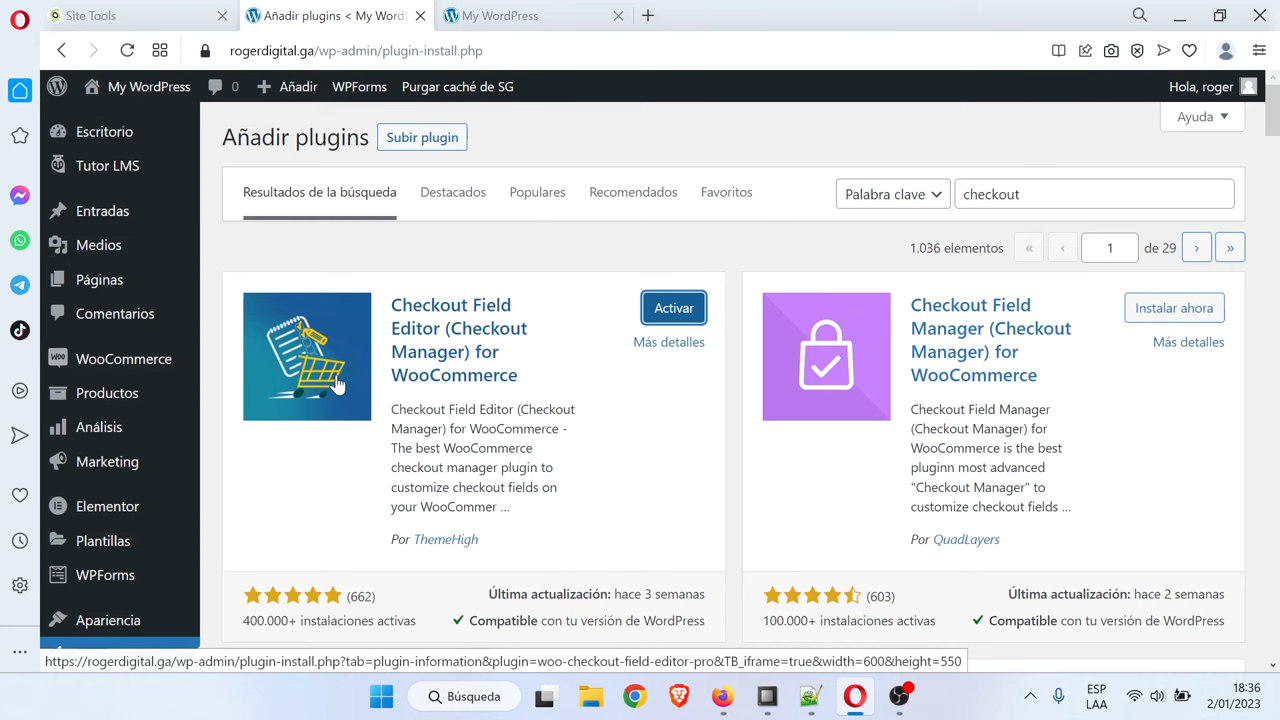 Site Tools
Añadir plugins < My Word
My WordPress
rogerdigital.ga/wp-admin/plugin-install.php
My WordPress
0
Añadir
WPForms
Purgar caché de SG
Hola, roger
Escritorio
Tutor LMS
Entradas
Medios
Páginas
Comentarios
WooCommerce
Productos
Análisis
Marketing
Elementor
Plantillas
WPForms
Apariencia
Añadir plugins
Subir plugin
Ayuda
Resultados de la búsqueda
Destacados
Populares
Recomendados
Favoritos
Palabra clave
checkout
1.036 elementos
«
‹
1
de 29
›
»
Checkout Field
Editor (Checkout
Manager) for
WooCommerce
Activar
Más detalles
Checkout Field Editor (Checkout
Manager) for WooCommerce -
The best WooCommerce
checkout manager plugin to
customize checkout fields on
your WooCommer ...
Por ThemeHigh
(662)
400.000+ instalaciones activas
Última actualización: hace 3 semanas
Compatible con tu versión de WordPress
Checkout Field
Manager (Checkout
Manager) for
WooCommerce
Instalar ahora
Más detalles
Checkout Field Manager
(Checkout Manager) for
WooCommerce is the best
pluginn most advanced
"Checkout Manager" to
customize checkout fields ...
Por QuadLayers
(603)
100.000+ instalaciones activas
Última actualización: hace 2 semanas
Compatible con tu versión de WordPress
https://rogerdigital.ga/wp-admin/plugin-install.php?tab=plugin-information&plugin=woo-checkout-field-editor-pro&TB_iframe=true&width=600&height=550
Búsqueda
ESP
LAA
18:36
2/01/2023